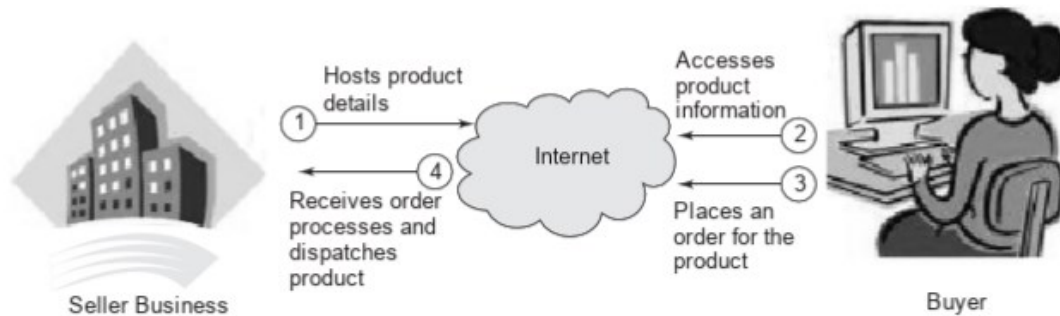 Hosts product
details
1
4
Receives order
processes and
dispatches
product
Seller Business
Internet
Accesses
product
information
2
3
Places an
order for the
product
Buyer